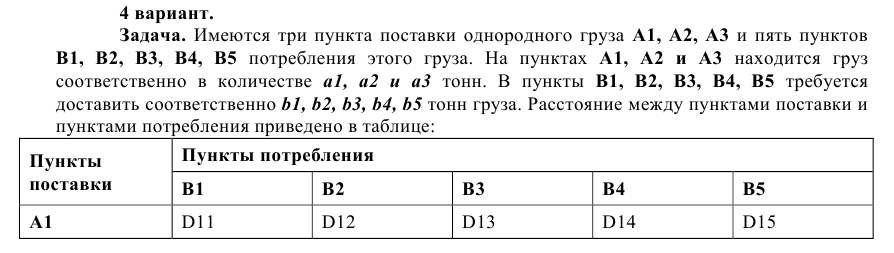 4 вариант.
Задача. Имеются три пункта поставки однородного груза А1, А2, А3 и пять пунктов
В1, В2, В3, В4, В5 потребления этого груза. На пунктах А1, А2 и А3 находится груз
соответственно в количестве а1, а2 и а3 тонн. В пункты В1, В2, В3, В4, В5 требуется
доставить соответственно b1, b2, b3, b4, b5 тонн груза. Расстояние между пунктами поставки и
пунктами потребления приведено в таблице:
Пункты поставки
Пункты потребления
В1 В2 В3 В4 В5
А1 D11 D12 D13 D14 D15